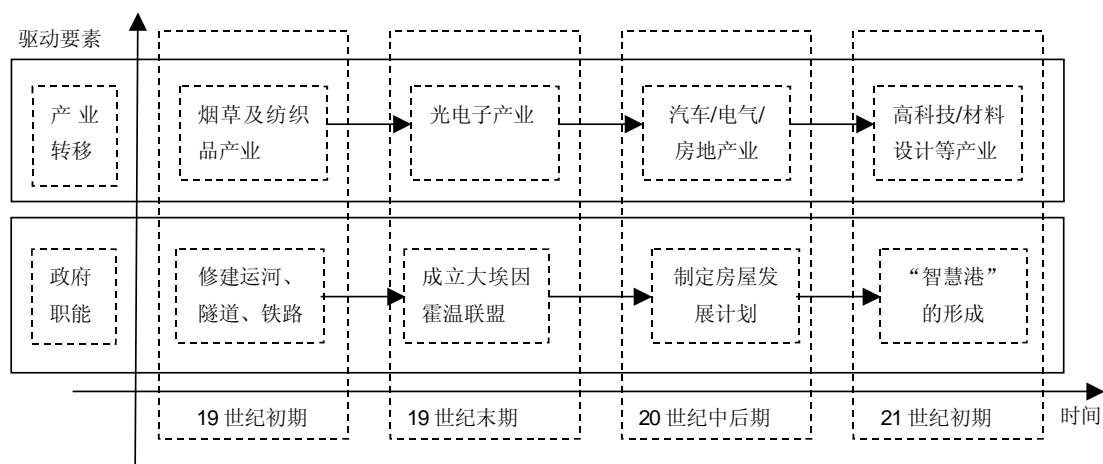 驱动要素
产 业
转移
烟草及纺织
品产业
光电子产业
汽车/电气/
房地产业
高科技/材料
设计等产业
政府
职能
修建运河、
隧道、铁路
成立大埃因
霍温联盟
制定房屋发
展计划
“智慧港”
的形成
19 世纪初期
19 世纪末期
20 世纪中后期
21 世纪初期
时间